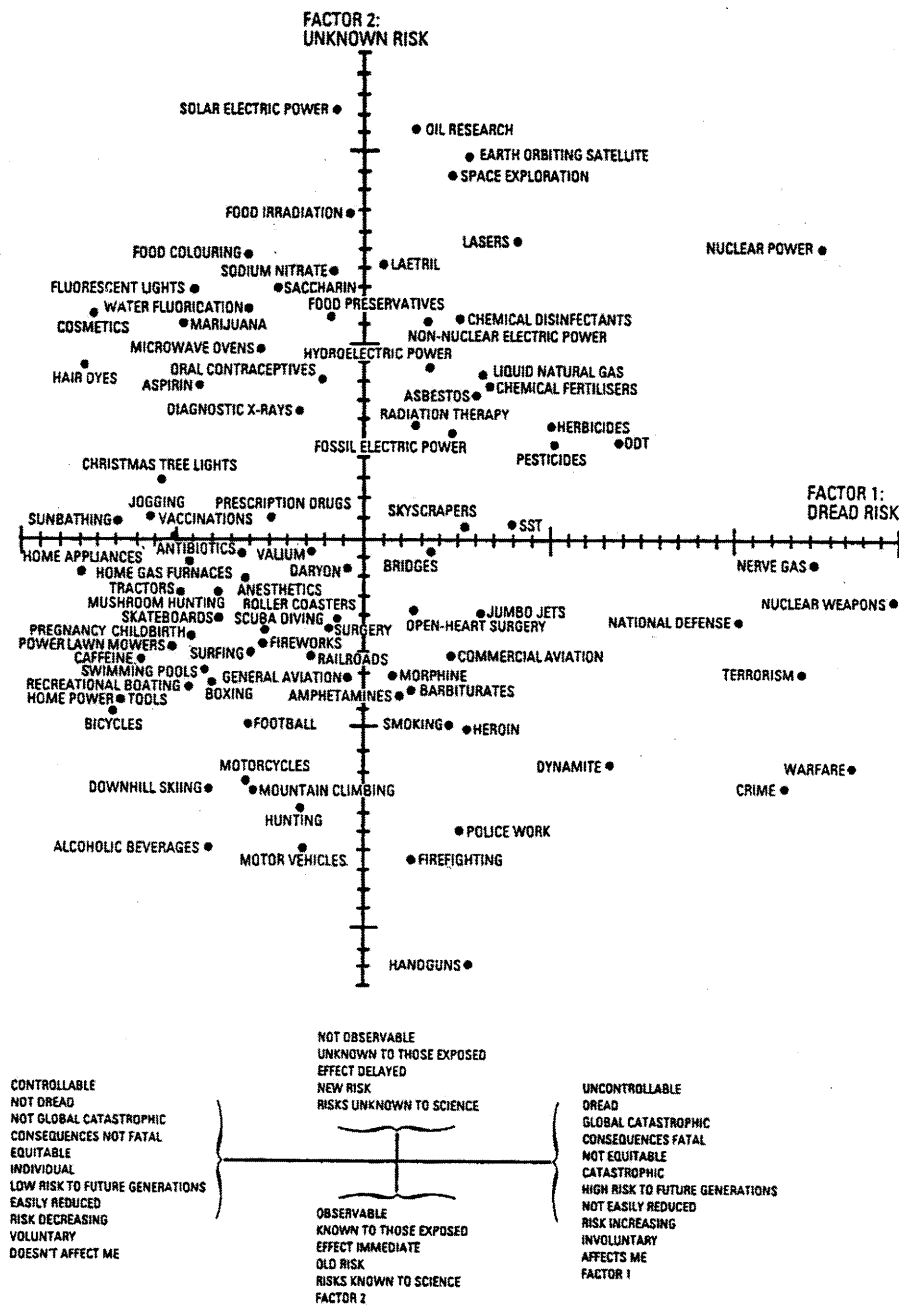 FACTOR 2:
UNKNOWN RISK
SOLAR ELECTRIC POWER
OIL RESEARCH
EARTH ORBITING SATELLITE
SPACE EXPLORATION
FOOD IRRADIATION
LASERS
NUCLEAR POWER
FOOD COLOURING
LAETRIL
SODIUM NITRATE
FLUORESCENT LIGHTS
SACCHARIN
WATER FLUORICATION
FOOD PRESERVATIVES
COSMETICS
MARIJUANA
CHEMICAL DISINFECTANTS
NON-NUCLEAR ELECTRIC POWER
MICROWAVE OVENS
HYDROELECTRIC POWER
HAIR DYES
ORAL CONTRACEPTIVES
LIQUID NATURAL GAS
ASPIRIN
CHEMICAL FERTILISERS
ASBESTOS
DIAGNOSTIC X-RAYS
RADIATION THERAPY
HERBICIDES
FOSSIL ELECTRIC POWER
DDT
PESTICIDES
CHRISTMAS TREE LIGHTS
FACTOR 1:
DREAD RISK
JOGGING
PRESCRIPTION DRUGS
SKYSCRAPERS
SUNBATHING
VACCINATIONS
SST
ANTIBIOTICS
HOME APPLIANCES
VALIUM
BRIDGES
HOME GAS FURNACES
DARYON
NERVE GAS
TRACTORS
ANESTHETICS
MUSHROOM HUNTING
ROLLER COASTERS
NUCLEAR WEAPONS
SKATEBOARDS
SCUBA DIVING
JUMBO JETS
OPEN-HEART SURGERY
NATIONAL DEFENSE
PREGNANCY CHILDBIRTH
SURGERY
POWER LAWN MOWERS
FIREWORKS
CAFFEINE
SURFING
RAILROADS
COMMERCIAL AVIATION
SWIMMING POOLS
GENERAL AVIATION
MORPHINE
TERRORISM
RECREATIONAL BOATING
BOXING
AMPHETAMINES
BARBITURATES
HOME POWER TOOLS
BICYCLES
FOOTBALL
SMOKING
HEROIN
MOTORCYCLES
DYNAMITE
WARFARE
DOWNHILL SKIING
MOUNTAIN CLIMBING
CRIME
HUNTING
POLICE WORK
ALCOHOLIC BEVERAGES
MOTOR VEHICLES
FIREFIGHTING
HANDGUNS
NOT OBSERVABLE
UNKNOWN TO THOSE EXPOSED
EFFECT DELAYED
NEW RISK
RISKS UNKNOWN TO SCIENCE
CONTROLLABLE
NOT DREAD
NOT GLOBAL CATASTROPHIC
CONSEQUENCES NOT FATAL
EQUITABLE
INDIVIDUAL
LOW RISK TO FUTURE GENERATIONS
EASILY REDUCED
RISK DECREASING
VOLUNTARY
DOESN'T AFFECT ME
UNCONTROLLABLE
DREAD
GLOBAL CATASTROPHIC
CONSEQUENCES FATAL
NOT EQUITABLE
CATASTROPHIC
HIGH RISK TO FUTURE GENERATIONS
NOT EASILY REDUCED
RISK INCREASING
INVOLUNTARY
AFFECTS ME
FACTOR 1
OBSERVABLE
KNOWN TO THOSE EXPOSED
EFFECT IMMEDIATE
OLD RISK
RISKS KNOWN TO SCIENCE
FACTOR 2